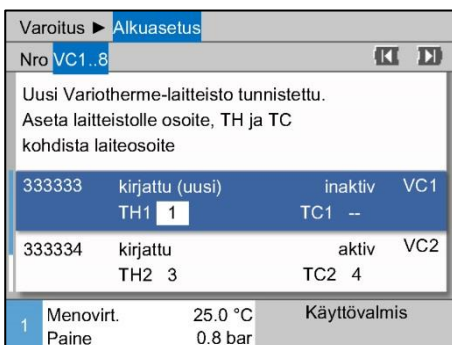 Varoitus ► Alkuasetus
Nro VC1..8
Uusi Variotherme-laitteisto tunnistettu.
Aseta laitteistolle osoite, TH ja TC
kohdista laiteosoite
333333 kirjattu (uusi) inaktiv VC1
TH1 1 TC1 --
333334 kirjattu aktiv VC2
TH2 3 TC2 4
1 Menovirt. 25.0 °C Käyttövalmis
Paine 0.8 bar